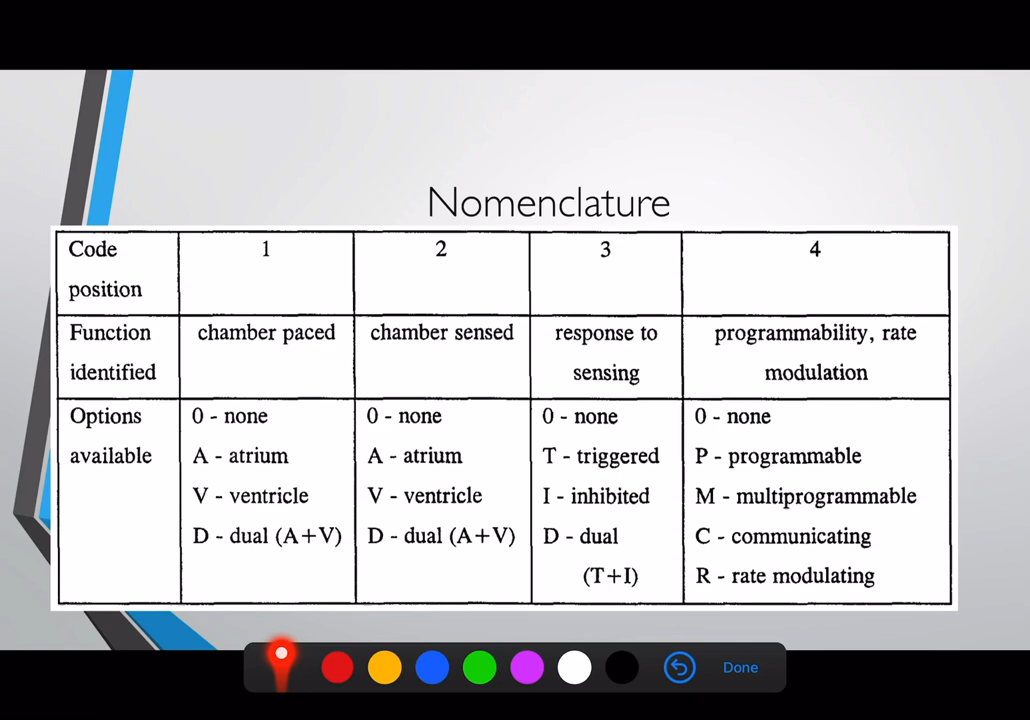 Nomenclature
Code position 1 2 3 4
Function identified chamber paced chamber sensed response to sensing programmability, rate modulation
Options available
0 - none
A - atrium
V - ventricle
D - dual (A+V)
0 - none
A - atrium
V - ventricle
D - dual (A+V)
0 - none
T - triggered
I - inhibited
D - dual
(T+I)
0 - none
P - programmable
M - multiprogrammable
C - communicating
R - rate modulating
Done